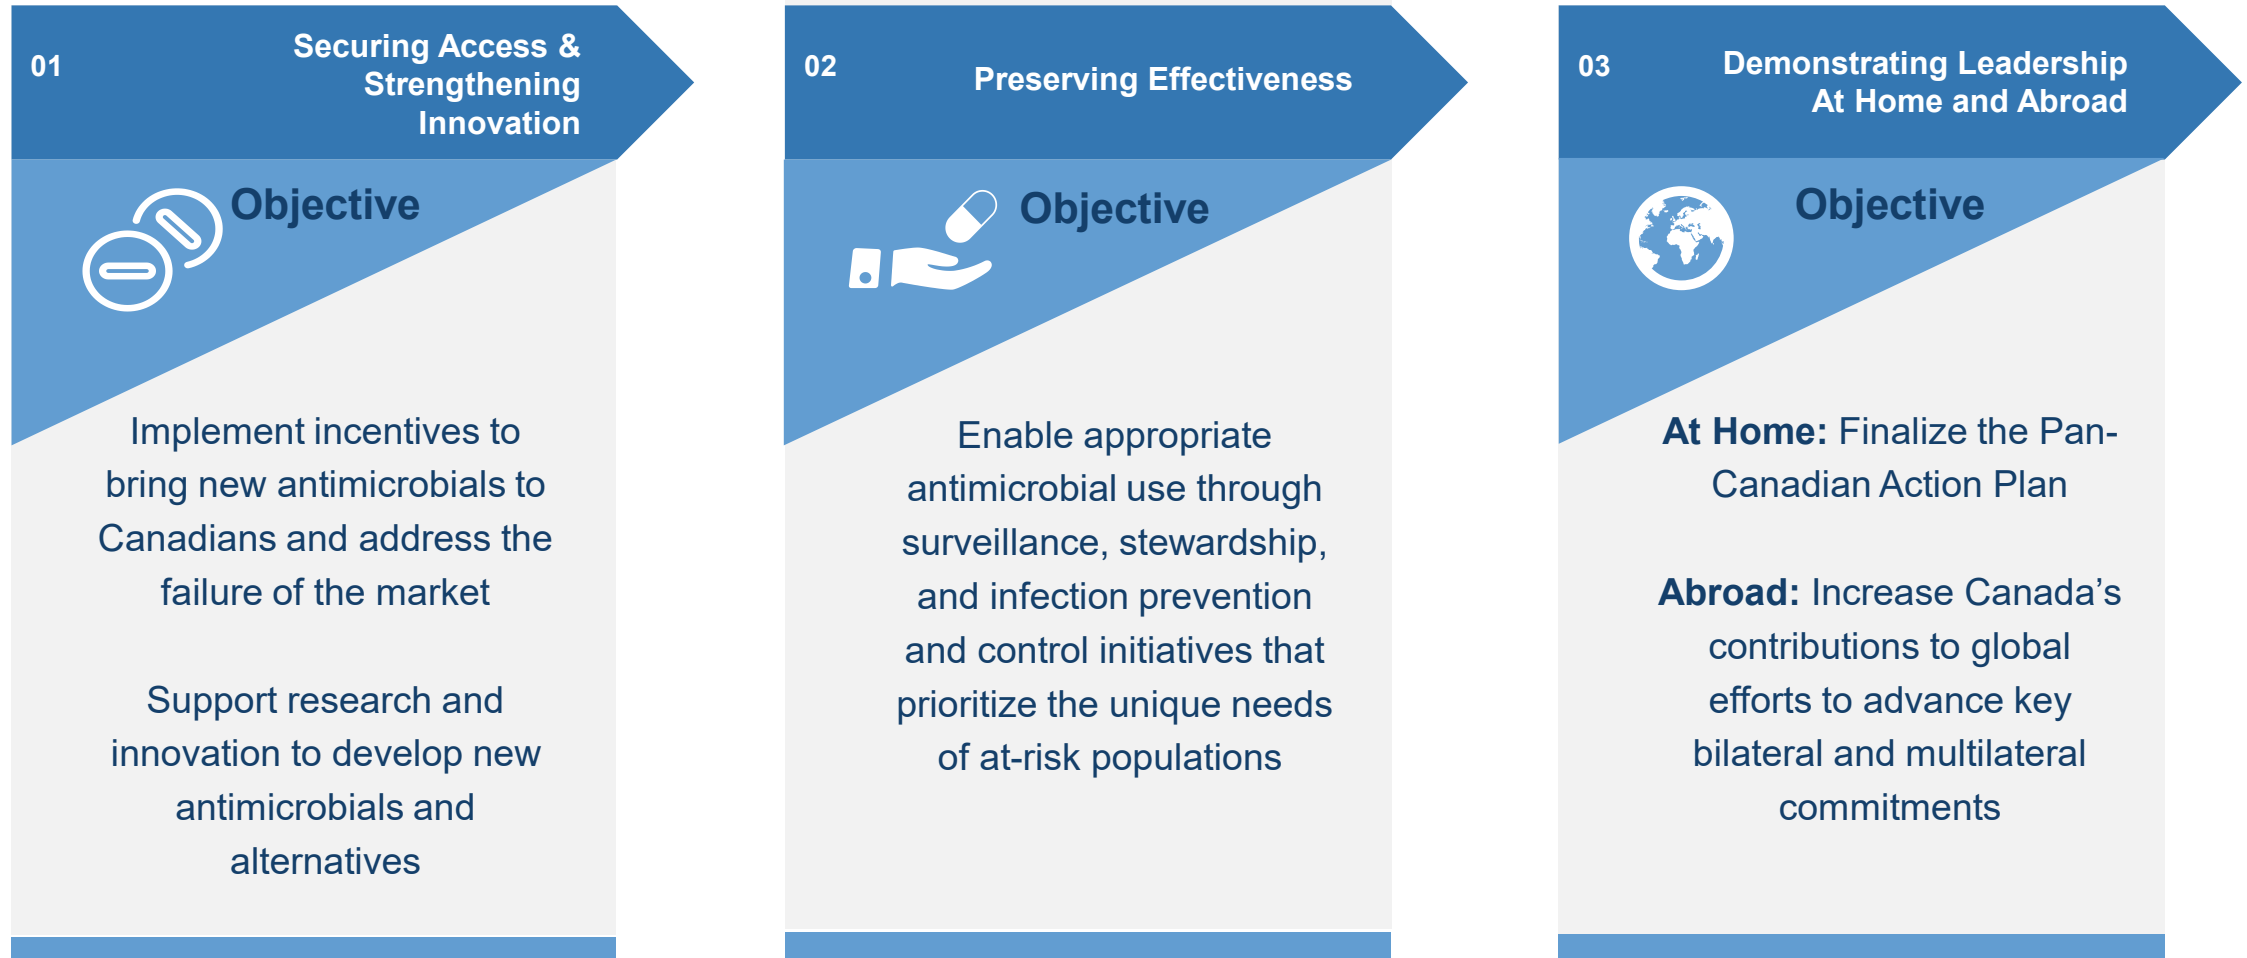 01
Securing Access &
Strengthening
Innovation
Objective
Implement incentives to
bring new antimicrobials to
Canadians and address the
failure of the market
Support research and
innovation to develop new
antimicrobials and
alternatives
02
Preserving Effectiveness
Objective
Enable appropriate
antimicrobial use through
surveillance, stewardship,
and infection prevention
and control initiatives that
prioritize the unique needs
of at-risk populations
03
Demonstrating Leadership
At Home and Abroad
Objective
At Home: Finalize the Pan-
Canadian Action Plan
Abroad: Increase Canada’s
contributions to global
efforts to advance key
bilateral and multilateral
commitments